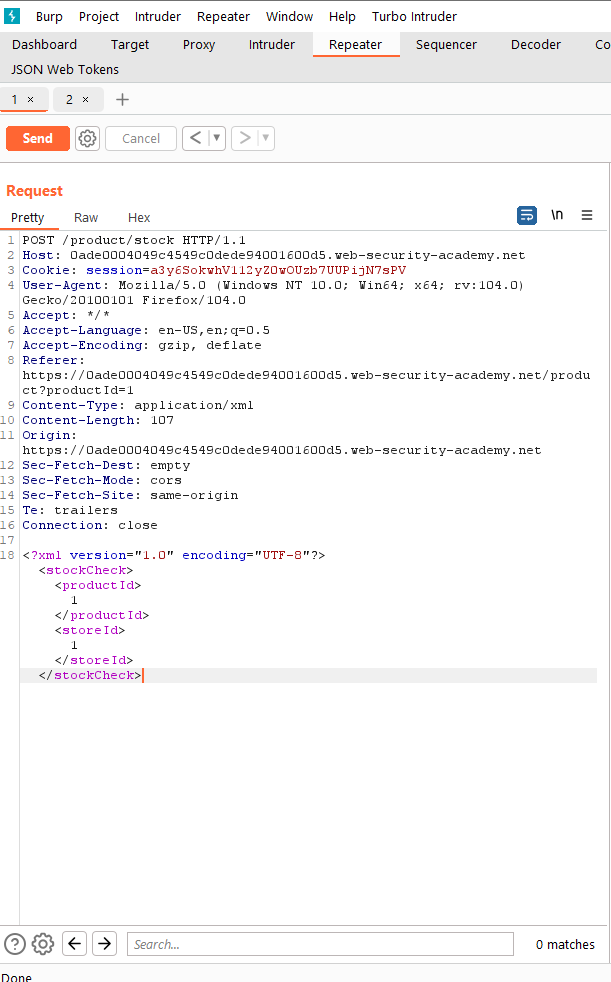 Burp Project Intruder Repeater Window Help Turbo Intruder
Dashboard Target Proxy Intruder Repeater Sequencer Decoder Co
JSON Web Tokens
1 × 2 × +
Send Cancel < ▼ > ▼
Request
Pretty Raw Hex \n
1 POST /product/stock HTTP/1.1
2 Host: 0ade0004049c4549c0dede94001600d5.web-security-academy.net
3 Cookie: session=a3y6SokwhV112yZ0wOUzb7UUPijN7sPV
4 User-Agent: Mozilla/5.0 (Windows NT 10.0; Win64; x64; rv:104.0)
Gecko/20100101 Firefox/104.0
5 Accept: */*
6 Accept-Language: en-US,en;q=0.5
7 Accept-Encoding: gzip, deflate
8 Referer:
https://0ade0004049c4549c0dede94001600d5.web-security-academy.net/produ
ct?productId=1
9 Content-Type: application/xml
10 Content-Length: 107
11 Origin:
https://0ade0004049c4549c0dede94001600d5.web-security-academy.net
12 Sec-Fetch-Dest: empty
13 Sec-Fetch-Mode: cors
14 Sec-Fetch-Site: same-origin
15 Te: trailers
16 Connection: close
17
18 <?xml version="1.0" encoding="UTF-8"?>
<stockCheck>
<productId>
1
</productId>
<storeId>
1
</storeId>
</stockCheck>
Search... 0 matches
Done